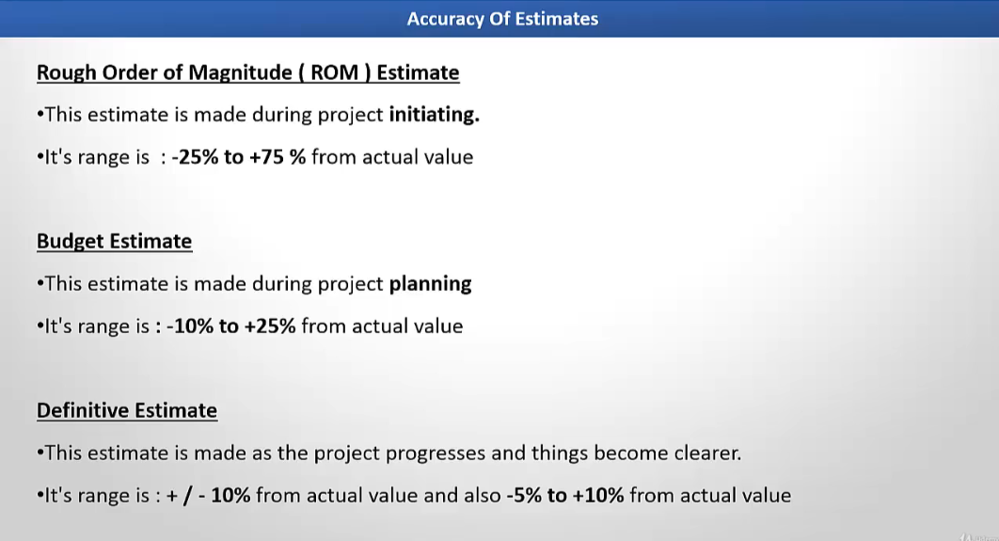 Accuracy Of Estimates
Rough Order of Magnitude ( ROM ) Estimate
•This estimate is made during project initiating.
•It's range is : -25% to +75 % from actual value
Budget Estimate
•This estimate is made during project planning
•It's range is : -10% to +25% from actual value
Definitive Estimate
•This estimate is made as the project progresses and things become clearer.
•It's range is : + / - 10% from actual value and also -5% to +10% from actual value